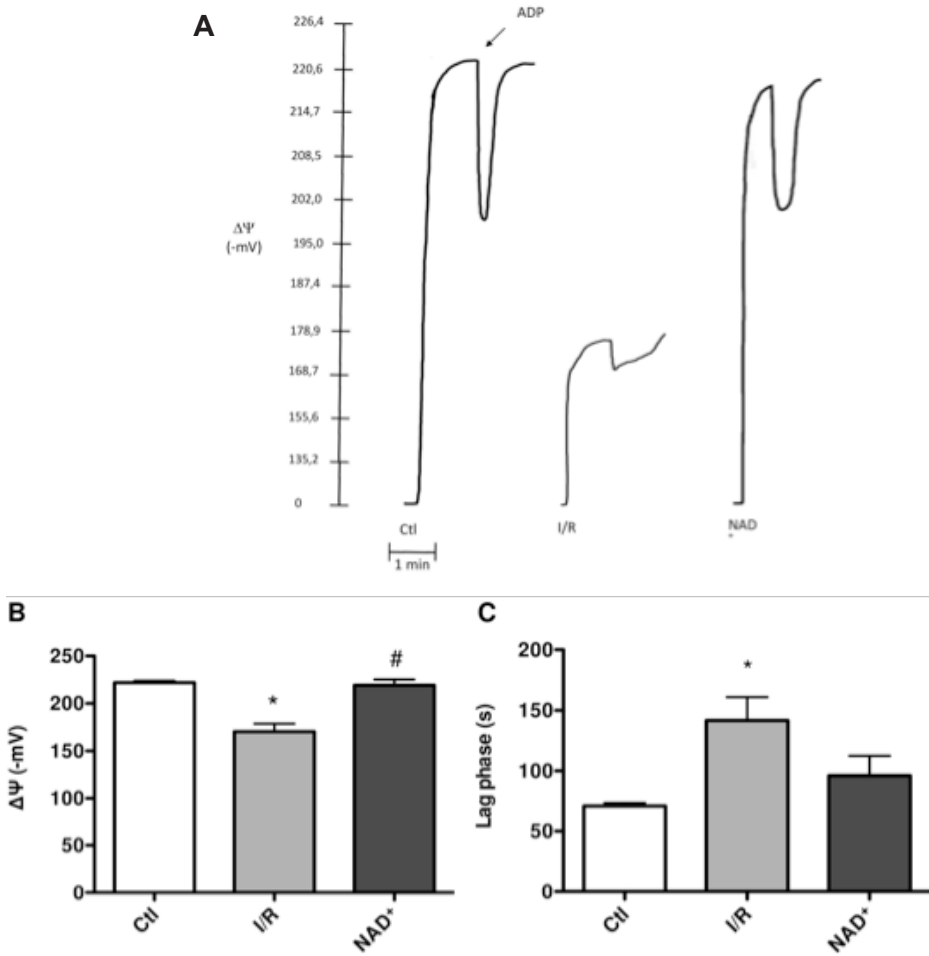 A
ADP
226,4
220,6
214,7
208,5
202,0
195,0
187,4
178,9
168,7
155,6
135,2
0
ΔΨ
(-mV)
Ctl
I/R
NAD
+
1 min
B
ΔΨ (-mV)
250
200
150
100
50
0
*
#
Ctl
I/R
NAD+
C
Lag phase (s)
200
150
100
50
0
*
Ctl
I/R
NAD+